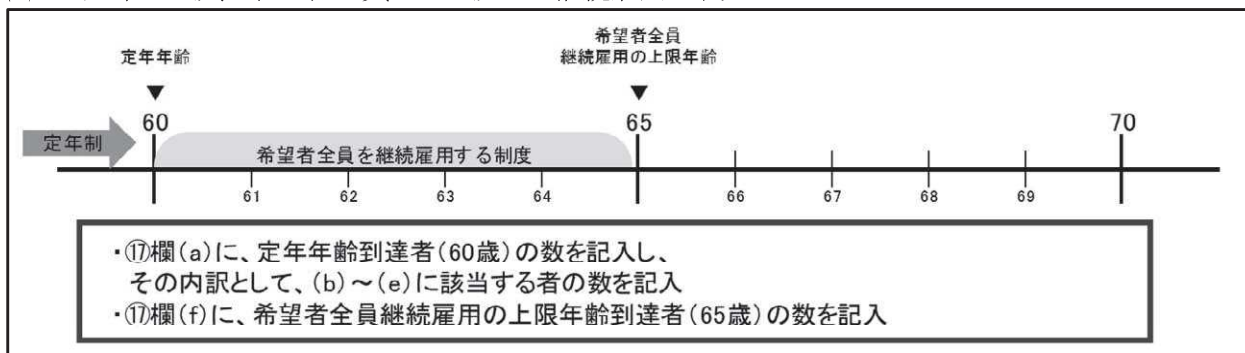 希望者全員
定年年齢
継続雇用の上限年齢
▼
▼
60
65
70
定年制
希望者全員を継続雇用する制度
61
62
63
64
66
67
68
69
・⑰欄(a)に、定年年齢到達者(60歳)の数を記入し、
その内訳として、(b)～(e)に該当する者の数を記入
・⑰欄(f)に、希望者全員継続雇用の上限年齢到達者(65歳)の数を記入